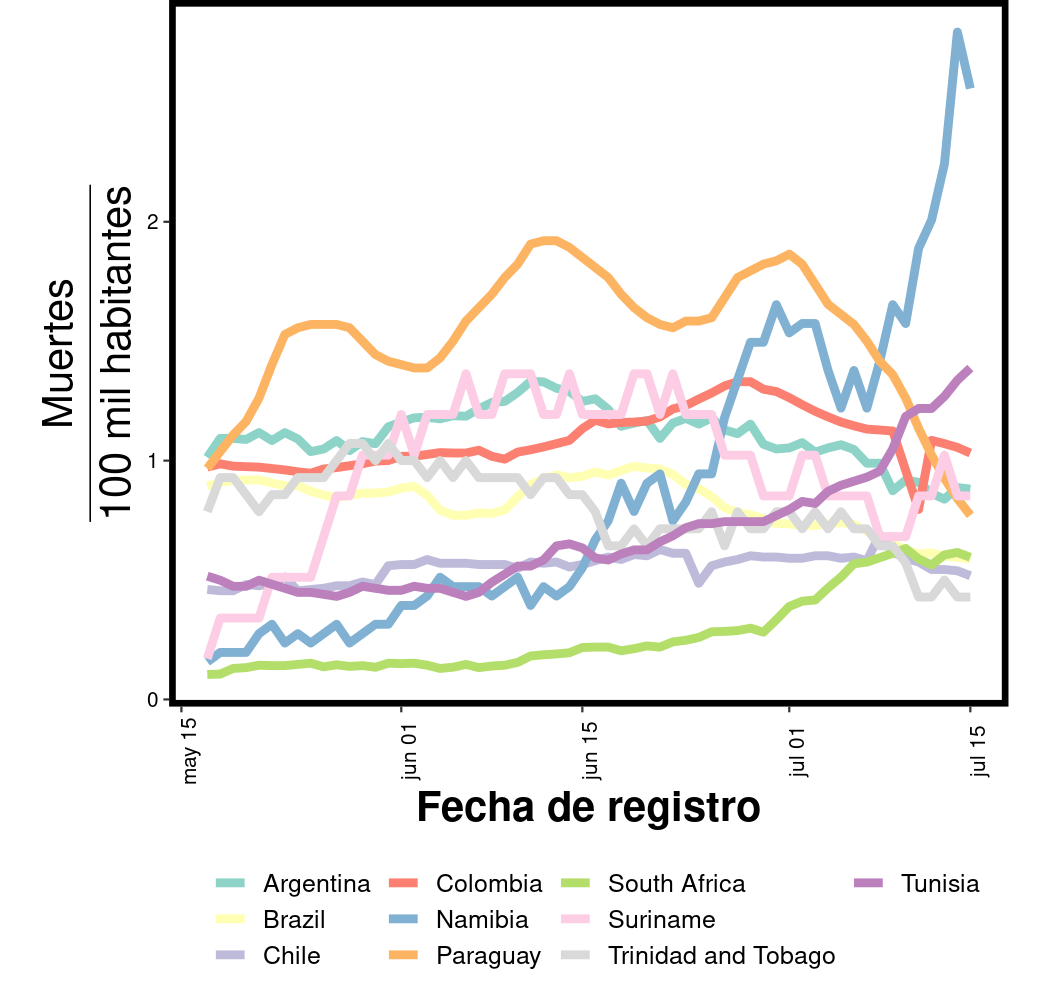 Muertes
100 mil habitantes
2
1
0
may 15
jun 01
jun 15
jul 01
jul 15
Fecha de registro
Argentina
Colombia
South Africa
Tunisia
Brazil
Namibia
Suriname
Chile
Paraguay
Trinidad and Tobago